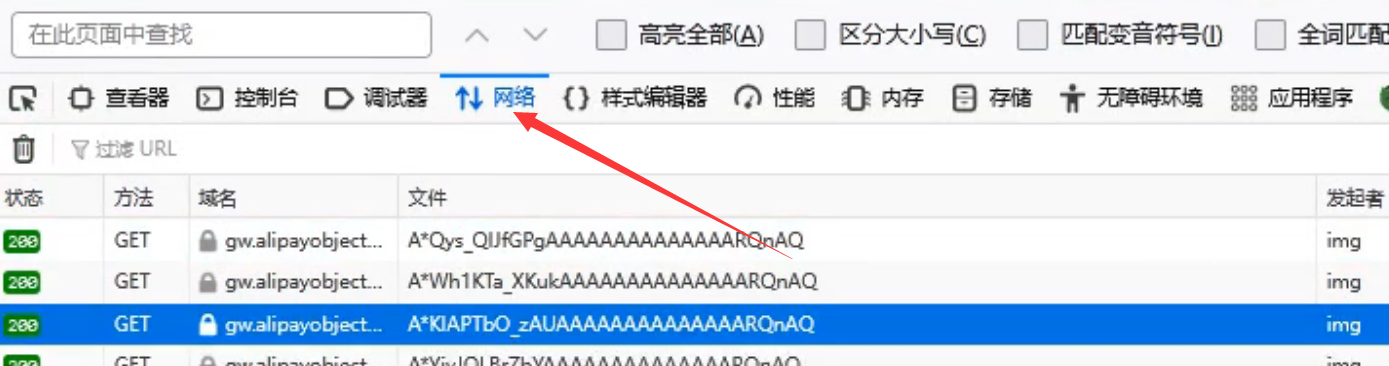 在此页面中查找 高亮全部(A) 区分大小写(C) 匹配变音符号(I) 全词匹配
查看器 控制台 调试器 网络 样式编辑器 性能 内存 存储 无障碍环境 应用程序
过滤 URL
状态 方法 域名 文件 发起者
200 GET gw.alipayobject... A*Qys_QIJfGPgAAAAAAAAAAAAAAARQnAQ img
200 GET gw.alipayobject... A*Wh1KTa_XKukAAAAAAAAAAAAAAARQnAQ img
200 GET gw.alipayobject... A*KIAPTbO_zAUAAAAAAAAAAAAAAARQnAQ img
200 GET gw.alipayobject... img